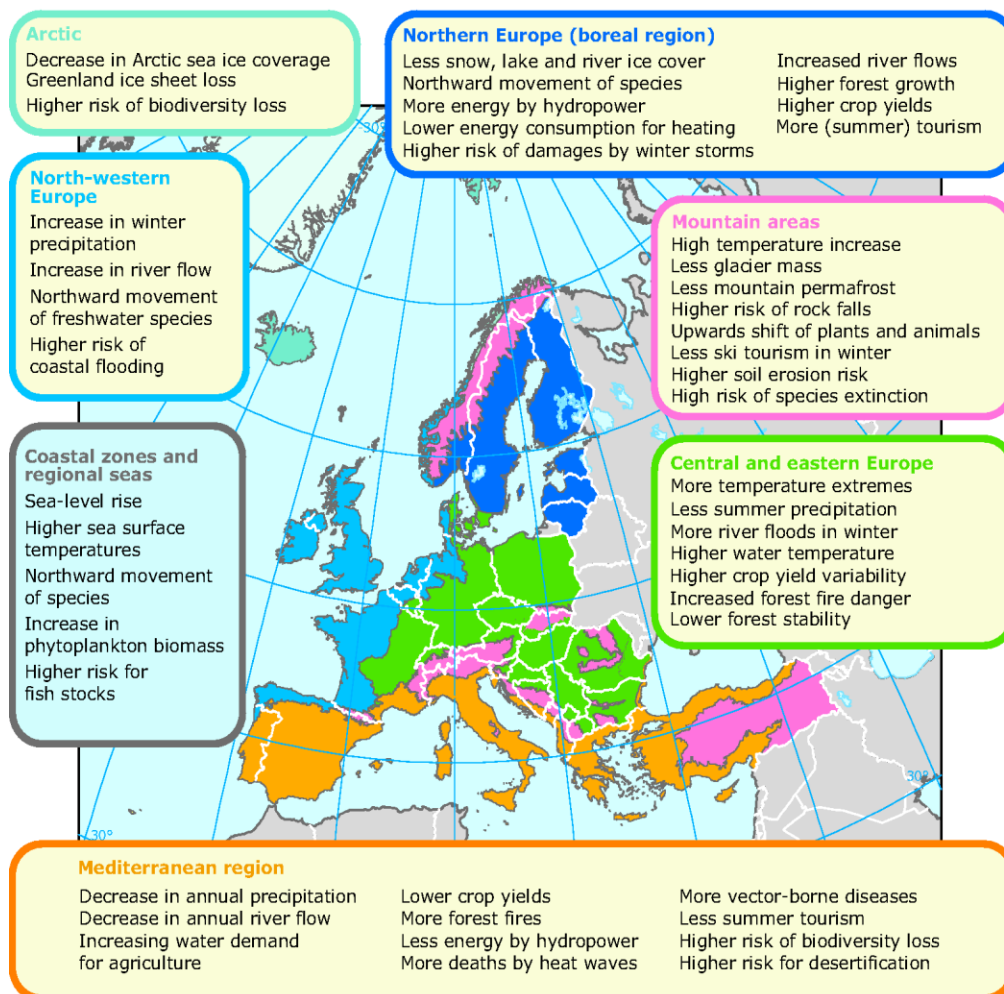 Arctic
Decrease in Arctic sea ice coverage
Greenland ice sheet loss
Higher risk of biodiversity loss
Northern Europe (boreal region)
Less snow, lake and river ice cover
Northward movement of species
More energy by hydropower
Lower energy consumption for heating
Higher risk of damages by winter storms
Increased river flows
Higher forest growth
Higher crop yields
More (summer) tourism
-30°
North-western
Europe
Increase in winter
precipitation
Increase in river flow
Northward movement
of freshwater species
Higher risk of
coastal flooding
Mountain areas
High temperature increase
Less glacier mass
Less mountain permafrost
Higher risk of rock falls
Upwards shift of plants and animals
Less ski tourism in winter
Higher soil erosion risk
High risk of species extinction
Coastal zones and
regional seas
Sea-level rise
Higher sea surface
temperatures
Northward movement
of species
Increase in
phytoplankton biomass
Higher risk for
fish stocks
Central and eastern Europe
More temperature extremes
Less summer precipitation
More river floods in winter
Higher water temperature
Higher crop yield variability
Increased forest fire danger
Lower forest stability
30°
30°
Mediterranean region
Decrease in annual precipitation
Decrease in annual river flow
Increasing water demand
for agriculture
Lower crop yields
More forest fires
Less energy by hydropower
More deaths by heat waves
More vector-borne diseases
Less summer tourism
Higher risk of biodiversity loss
Higher risk for desertification